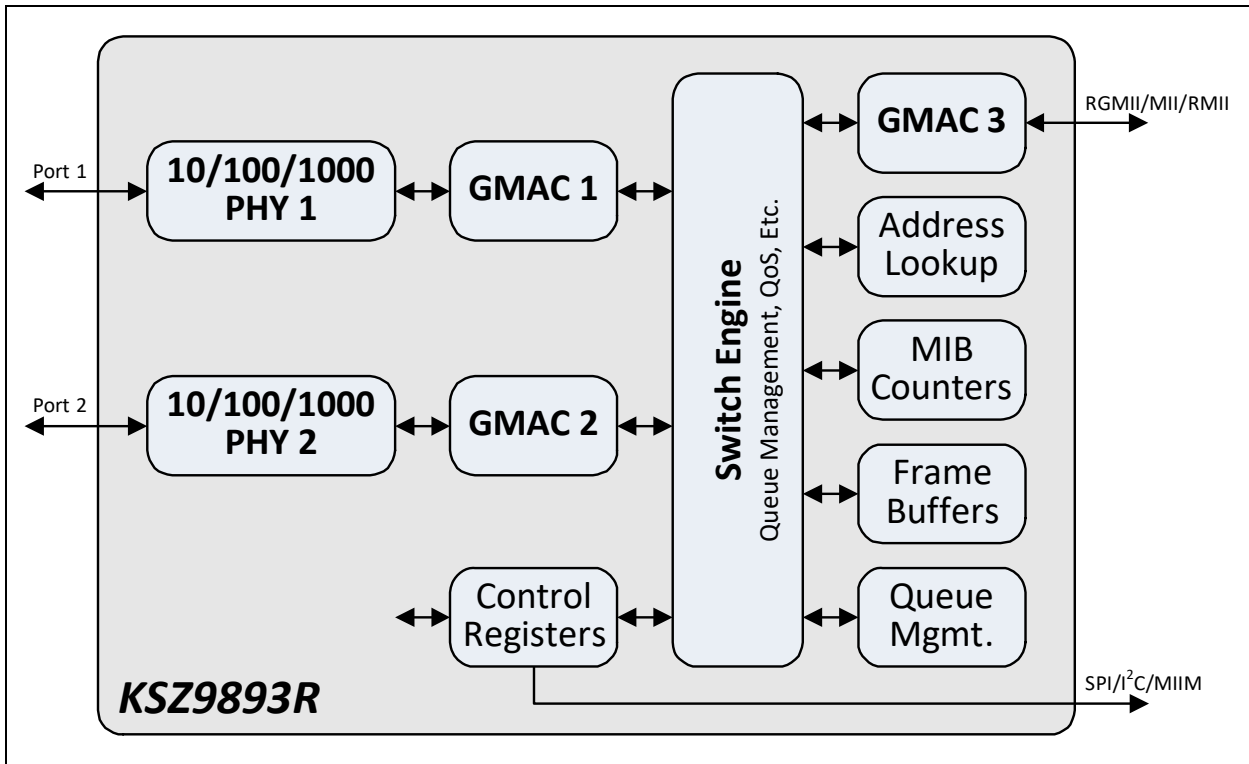 Port 1
10/100/1000
PHY 1
GMAC 1
Port 2
10/100/1000
PHY 2
GMAC 2
Control
Registers
KSZ9893R
Switch Engine
Queue Management, QoS, Etc.
GMAC 3
RGMII/MII/RMII
Address
Lookup
MIB
Counters
Frame
Buffers
Queue
Mgmt.
SPI/I²C/MIIM